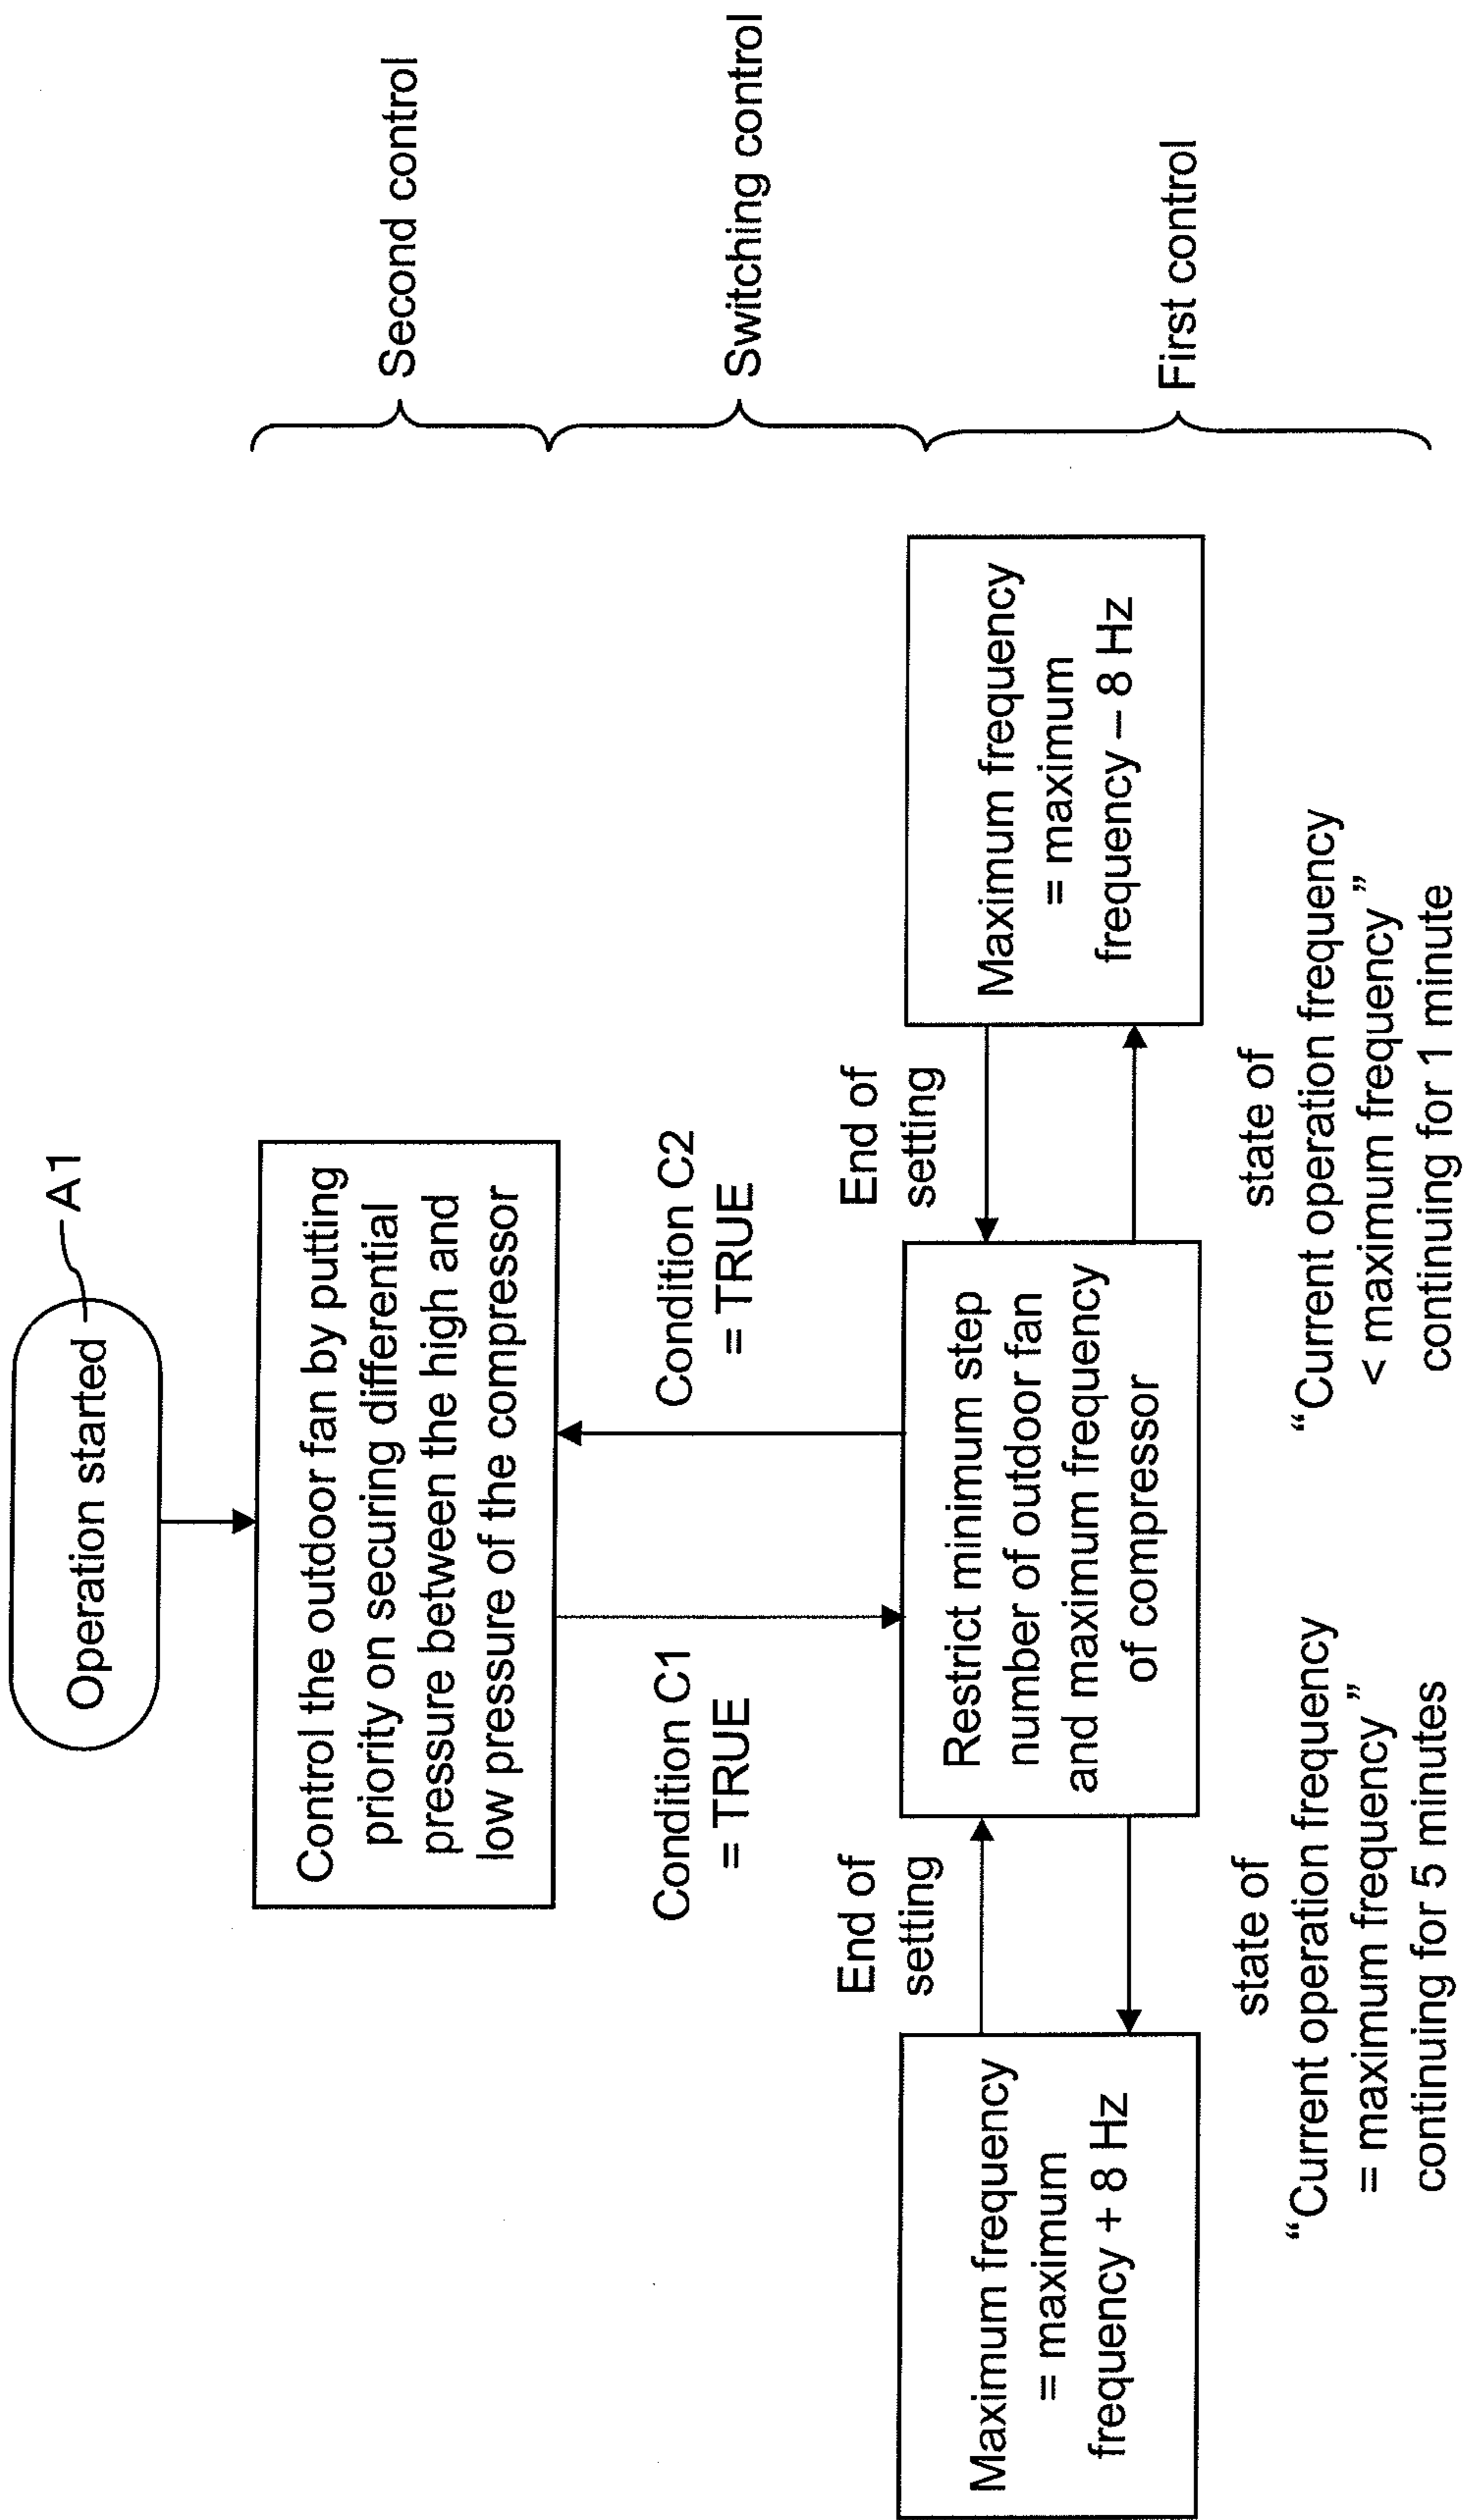 Operation started
A1
Control the outdoor fan by putting
priority on securing differential
pressure between the high and
low pressure of the compressor
Second control
Condition C1
= TRUE
Condition C2
= TRUE
Switching control
Maximum frequency
= maximum
frequency + 8 Hz
End of
setting
Restrict minimum step
number of outdoor fan
and maximum frequency
of compressor
End of
setting
Maximum frequency
= maximum
frequency – 8 Hz
First control
state of
“Current operation frequency
= maximum frequency”
continuing for 5 minutes
state of
“Current operation frequency
< maximum frequency”
continuing for 1 minute